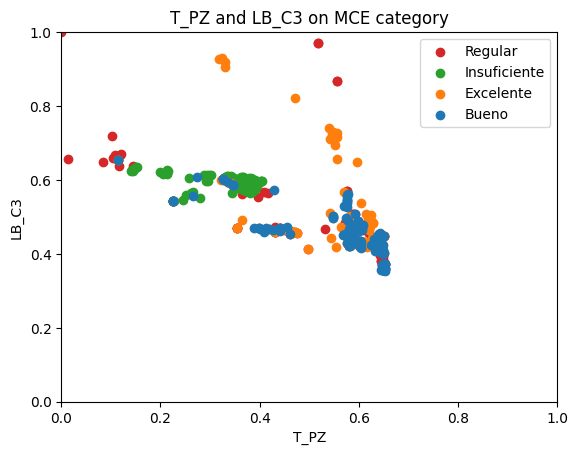 T_PZ and LB_C3 on MCE category
1.0
0.8
0.6
0.4
0.2
0.0
LB_C3
Regular
Insuficiente
Excelente
Bueno
0.0 0.2 0.4 0.6 0.8 1.0
T_PZ